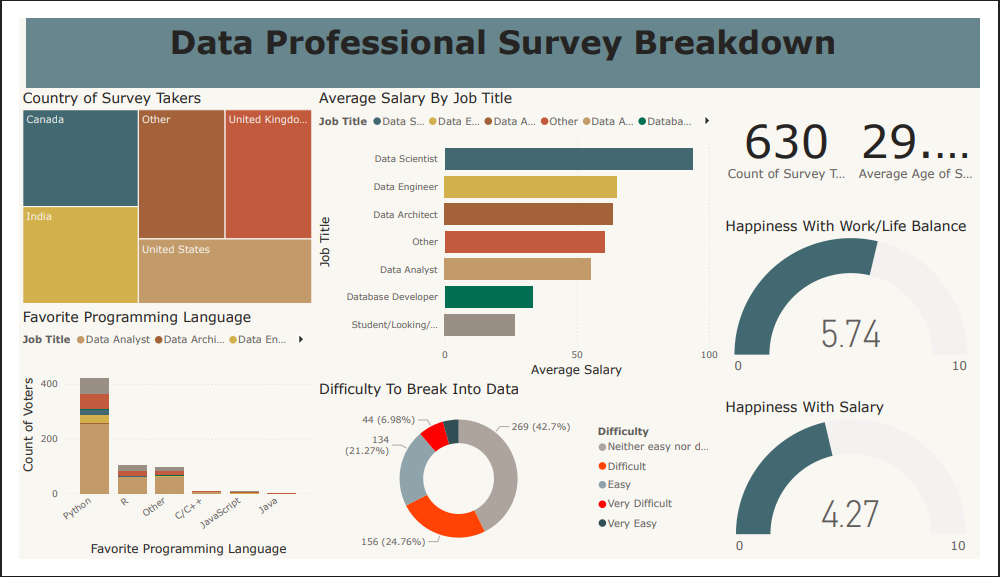 Data Professional Survey Breakdown
Country of Survey Takers
Canada
Other
United Kingdo...
India
United States
Average Salary By Job Title
Job Title Data S... Data E... Data A... Other Data A... Databa...
Job Title
Data Scientist
Data Engineer
Data Architect
Other
Data Analyst
Database Developer
Student/Looking/...
0 50 100
Average Salary
630
Count of Survey T...
29....
Average Age of S...
Happiness With Work/Life Balance
5.74
0 10
Favorite Programming Language
Job Title Data Analyst Data Archi... Data En...
Count of Voters
400
200
0
Python R Other C/C++ JavaScript Java
Favorite Programming Language
Difficulty To Break Into Data
44 (6.98%)
269 (42.7%)
134
(21.27%)
156 (24.76%)
Difficulty
Neither easy nor d...
Difficult
Easy
Very Difficult
Very Easy
Happiness With Salary
4.27
0 10